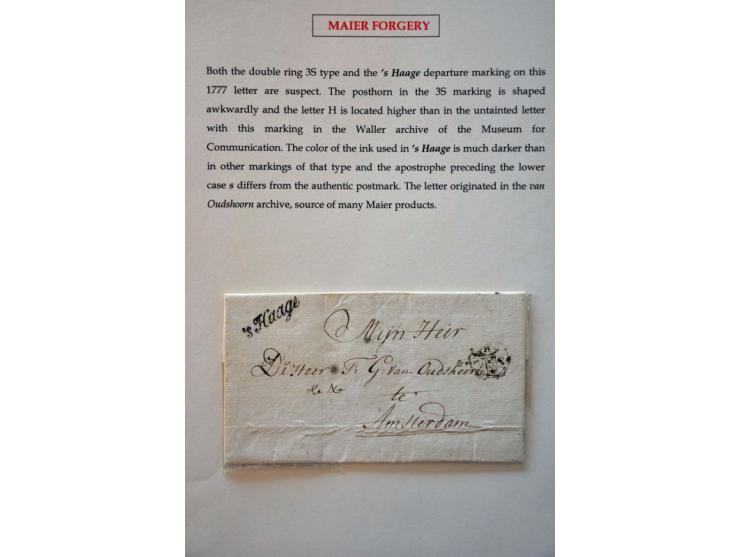 MAIER FORGERY
Both the double ring 3S type and the 's Haage departure marking on this
1777 letter are suspect. The posthorn in the 3S marking is shaped
awkwardly and the letter H is located higher than in the untainted letter
with this marking in the Waller archive of the Museum for
Communication. The color of the ink used in 's Haage is much darker than
in other markings of that type and the apostrophe preceding the lower
case s differs from the authentic postmark. The letter originated in the van
Oudshoorn archive, source of many Maier products.
's Haage
Mijn Heer
De Heer F. G. van Oudshoorn
&. &.
te
Amsterdam